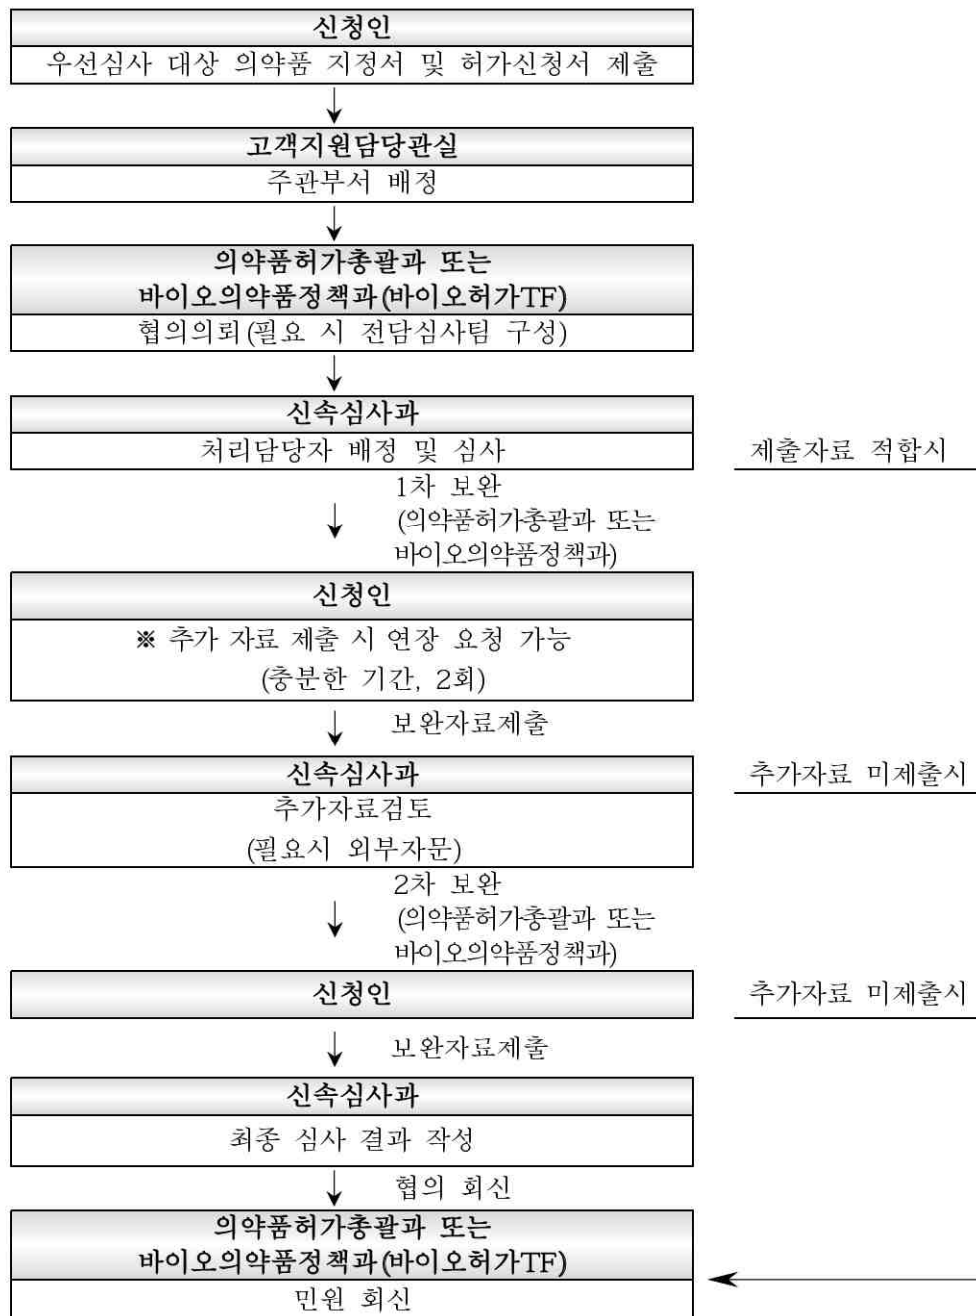 신청인
우선심사 대상 의약품 지정서 및 허가신청서 제출
고객지원담당관실
주관부서 배정
의약품허가총괄과 또는
바이오의약품정책과(바이오허가TF)
협의의뢰(필요 시 전담심사팀 구성)
신속심사과
처리담당자 배정 및 심사
제출자료 적합시
1차 보완
(의약품허가총괄과 또는
바이오의약품정책과)
신청인
※ 추가 자료 제출 시 연장 요청 가능
(충분한 기간, 2회)
보완자료제출
신속심사과
추가자료 미제출시
추가자료검토
(필요시 외부자문)
2차 보완
(의약품허가총괄과 또는
바이오의약품정책과)
신청인
추가자료 미제출시
보완자료제출
신속심사과
최종 심사 결과 작성
협의 회신
의약품허가총괄과 또는
바이오의약품정책과(바이오허가TF)
민원 회신